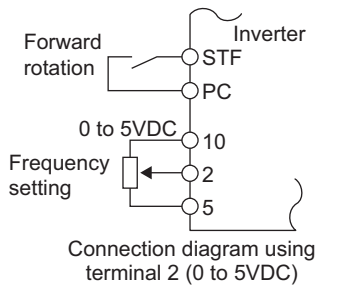 Inverter
Forward
rotation
STF
PC
0 to 5VDC
10
Frequency
setting
2
5
Connection diagram using
terminal 2 (0 to 5VDC)